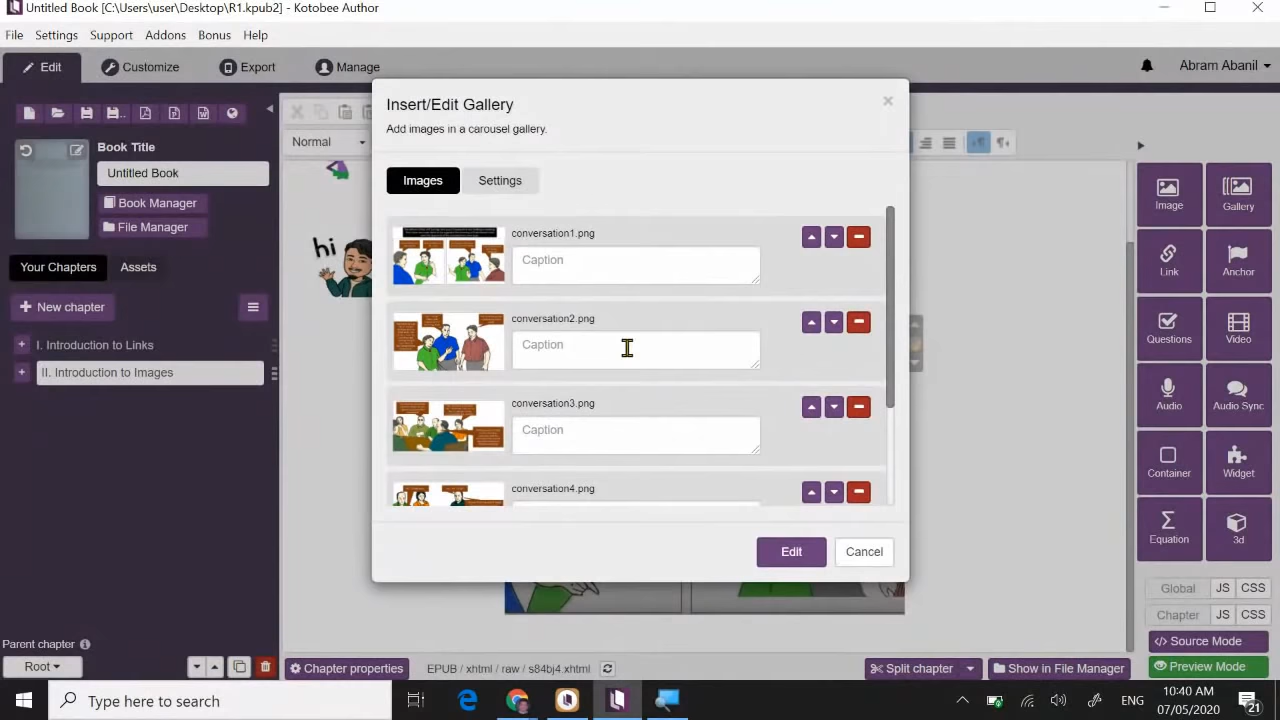 Untitled Book [C:\Users\user\Desktop\R1.kpub2] - Kotobee Author
File Settings Support Addons Bonus Help
Edit Customize Export Manage Abram Abanil
Book Title
Untitled Book
Book Manager
File Manager
Your Chapters Assets
New chapter
I. Introduction to Links
II. Introduction to Images
Parent chapter
Root
Normal
hi
Insert/Edit Gallery
Add images in a carousel gallery.
Images Settings
conversation1.png
Caption
conversation2.png
Caption
conversation3.png
Caption
conversation4.png
Edit Cancel
Image Gallery
Link Anchor
Questions Video
Audio Audio Sync
Container Widget
Equation 3d
Global JS CSS
Chapter JS CSS
</> Source Mode
Preview Mode
Chapter properties EPUB / xhtml / raw / s84bj4.xhtml Split chapter Show in File Manager
Type here to search
ENG
10:40 AM
07/05/2020
21